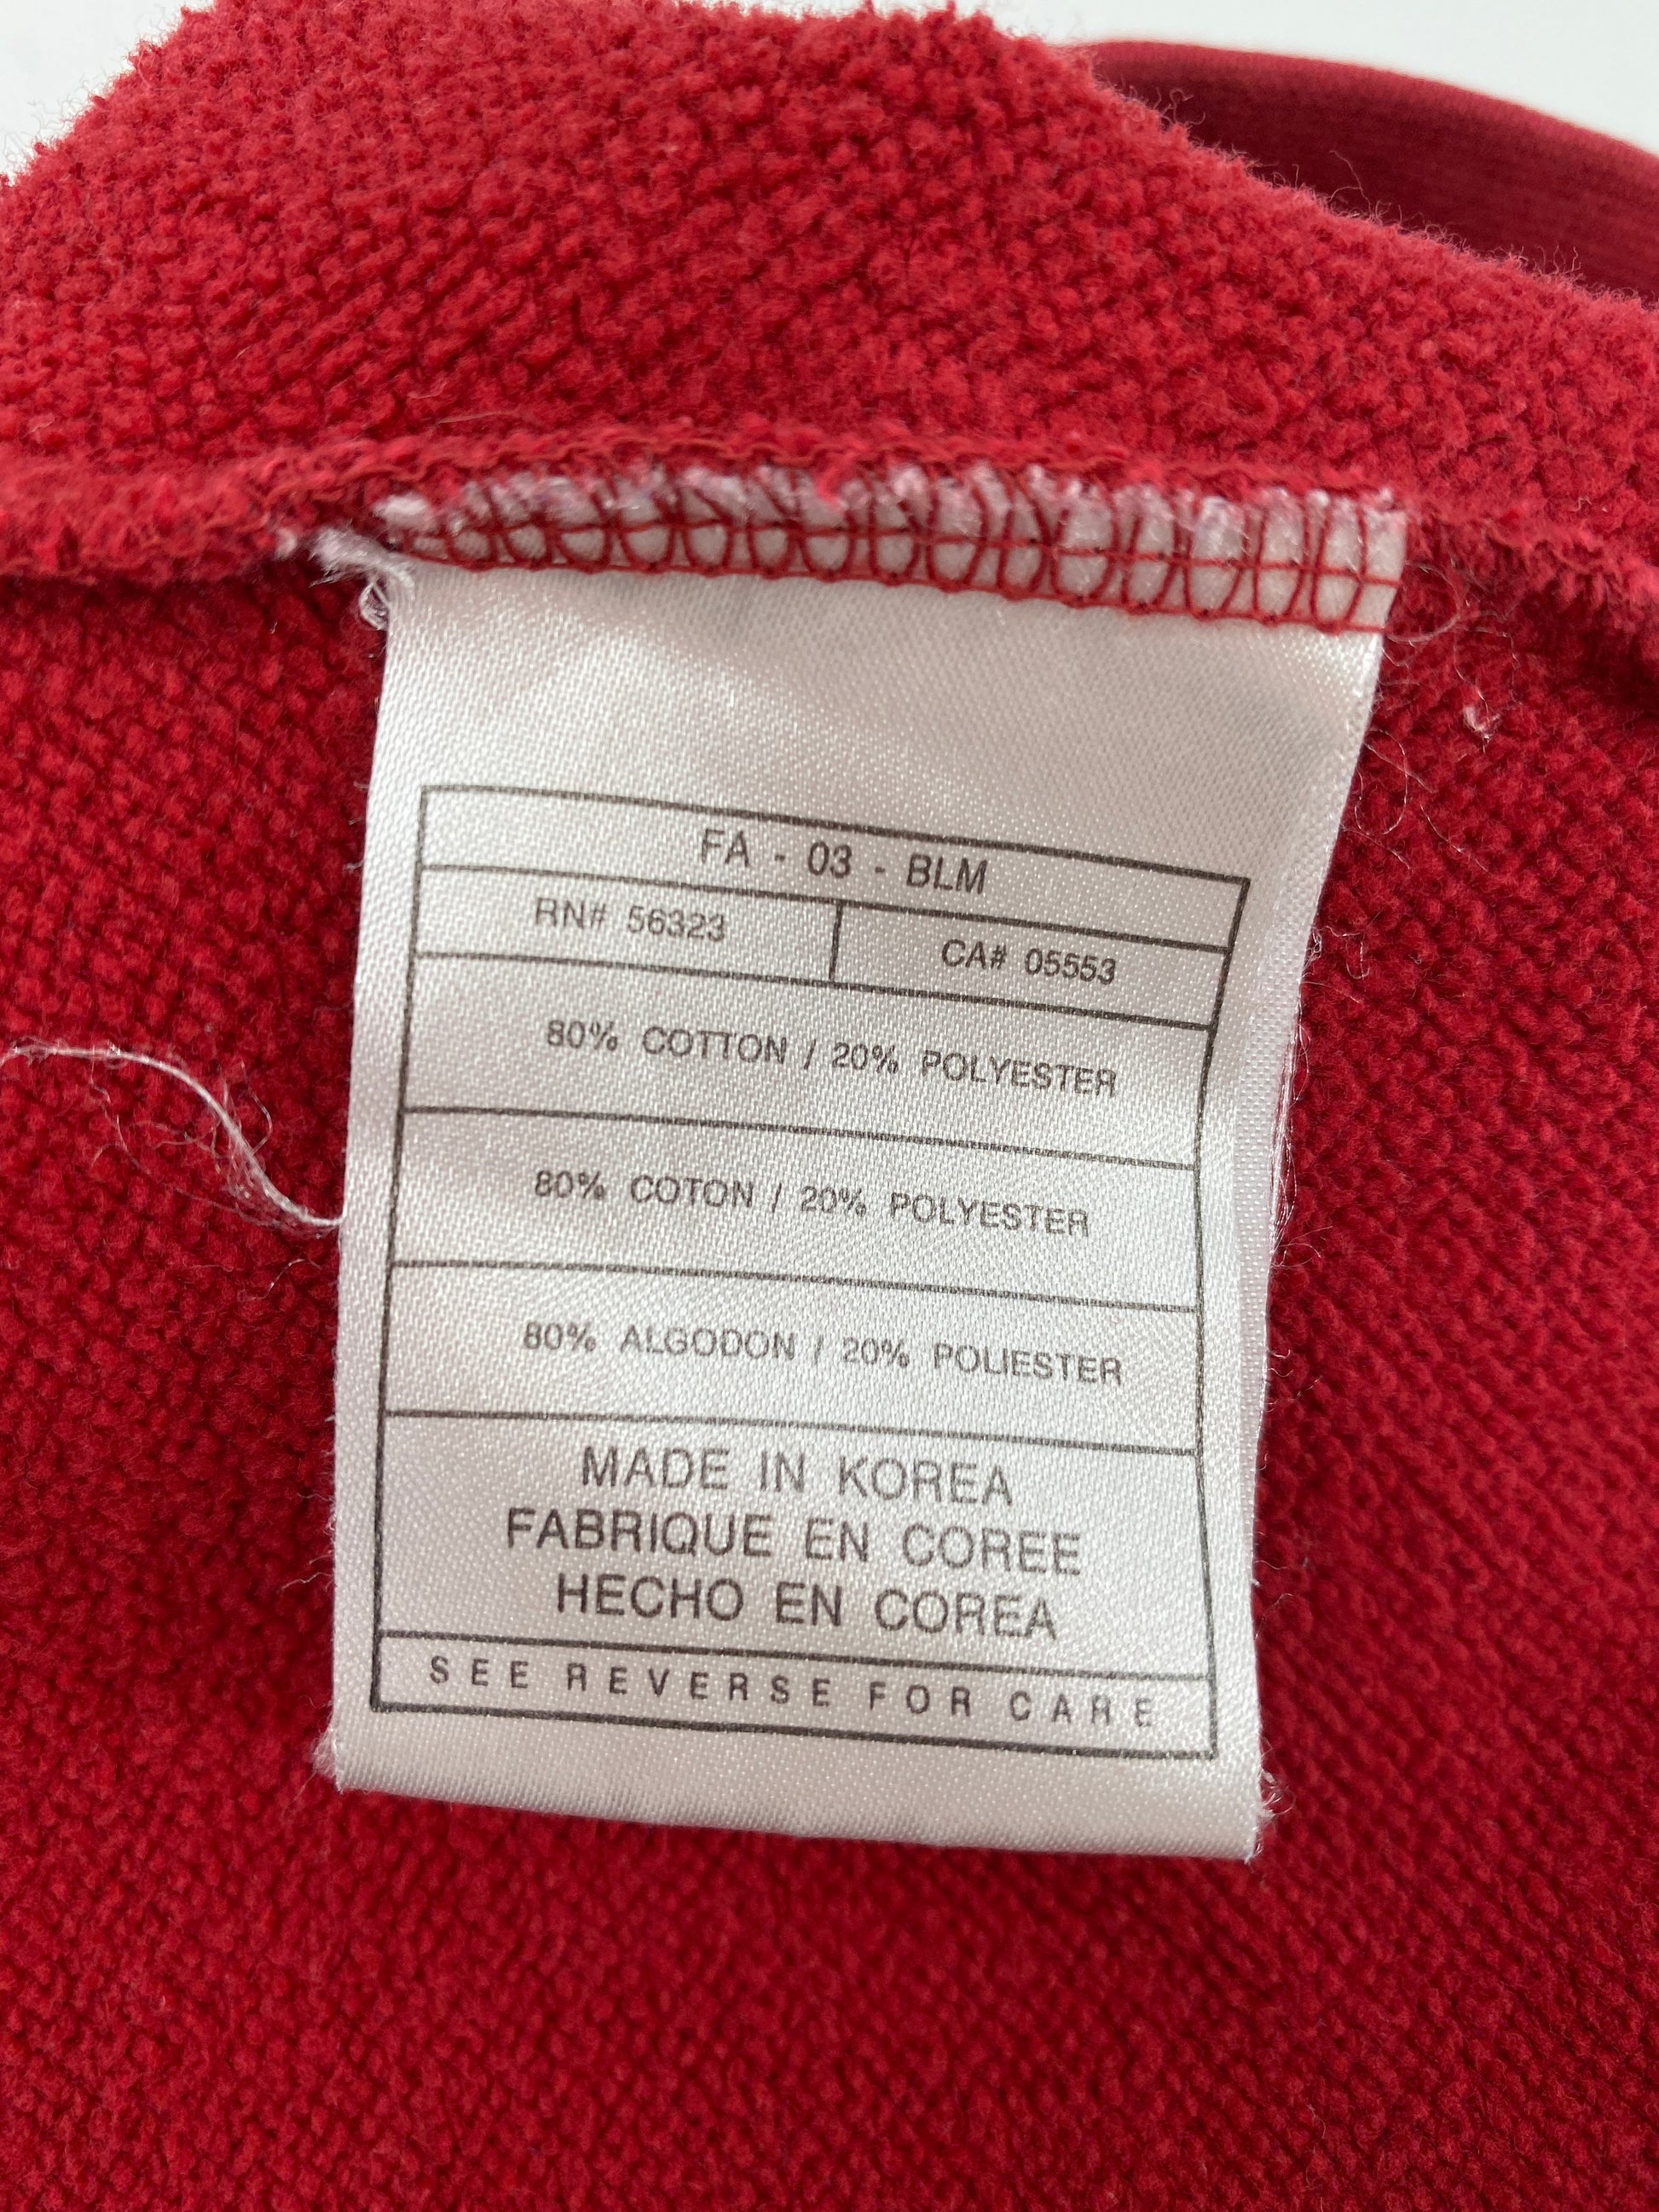 FA - 03 - BLM
RN# 56323 CA# 05553
80% COTTON / 20% POLYESTER
80% COTON / 20% POLYESTER
80% ALGODON / 20% POLIESTER
MADE IN KOREA
FABRIQUE EN COREE
HECHO EN COREA
SEE REVERSE FOR CARE